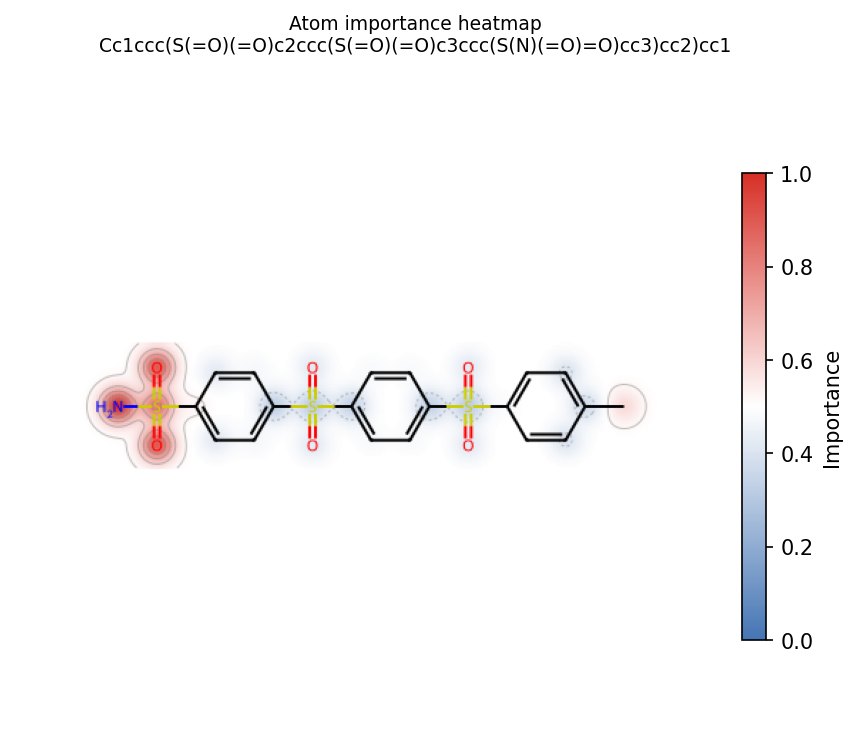 Atom importance heatmap
Cc1ccc(S(=O)(=O)c2ccc(S(=O)(=O)c3ccc(S(N)(=O)=O)cc3)cc2)cc1
1.0
0.8
0.6
0.4
0.2
0.0
Importance
O O O
H2N S S S
O O O